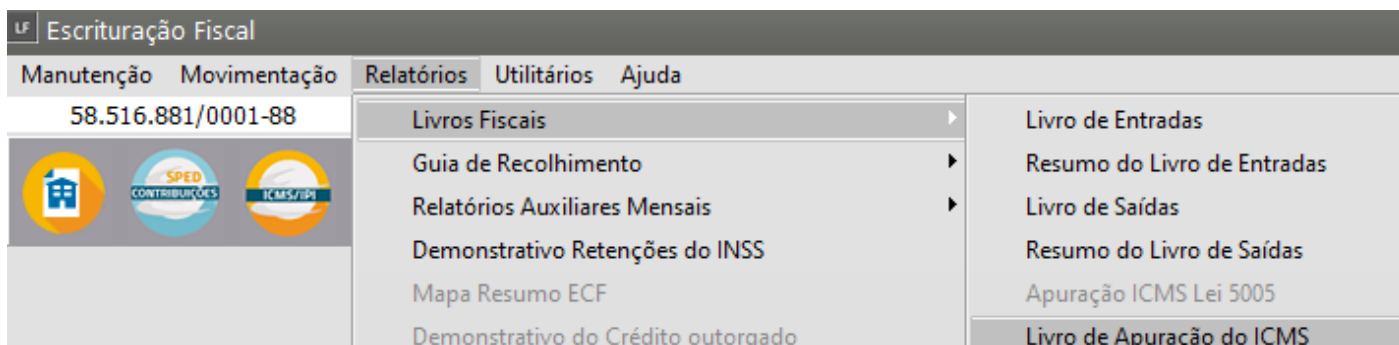 LF Escrituração Fiscal
Manutenção Movimentação Relatórios Utilitários Ajuda
58.516.881/0001-88
SPED
CONTRIBUIÇÕES
ICMS/IPI
Livros Fiscais
Guia de Recolhimento
Relatórios Auxiliares Mensais
Demonstrativo Retenções do INSS
Mapa Resumo ECF
Demonstrativo do Crédito outorgado
Livro de Entradas
Resumo do Livro de Entradas
Livro de Saídas
Resumo do Livro de Saídas
Apuração ICMS Lei 5005
Livro de Apuração do ICMS